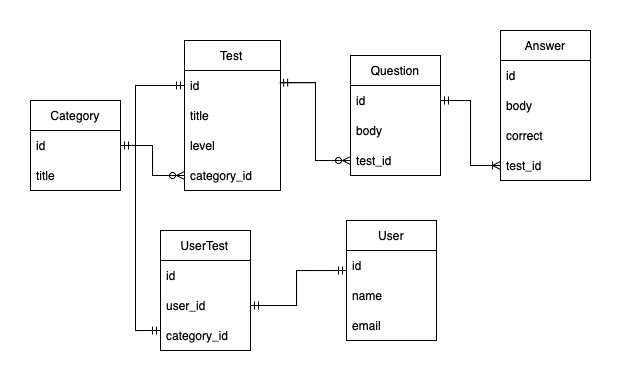 Category
id
title
Test
id
title
level
category_id
Question
id
body
test_id
Answer
id
body
correct
test_id
UserTest
id
user_id
category_id
User
id
name
email